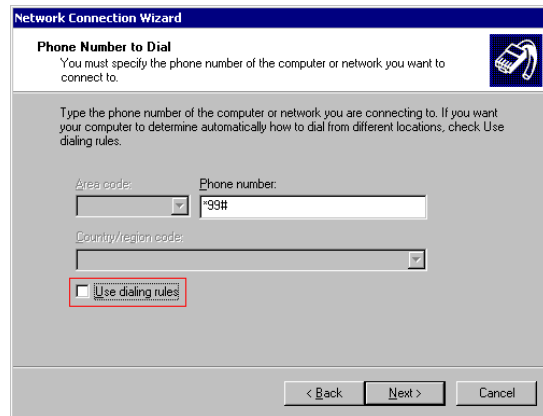 Network Connection Wizard
Phone Number to Dial
You must specify the phone number of the computer or network you want to
connect to.
Type the phone number of the computer or network you are connecting to. If you want
your computer to determine automatically how to dial from different locations, check Use
dialing rules.
Area code: Phone number:
*99#
Country/region code:
Use dialing rules
< Back Next > Cancel